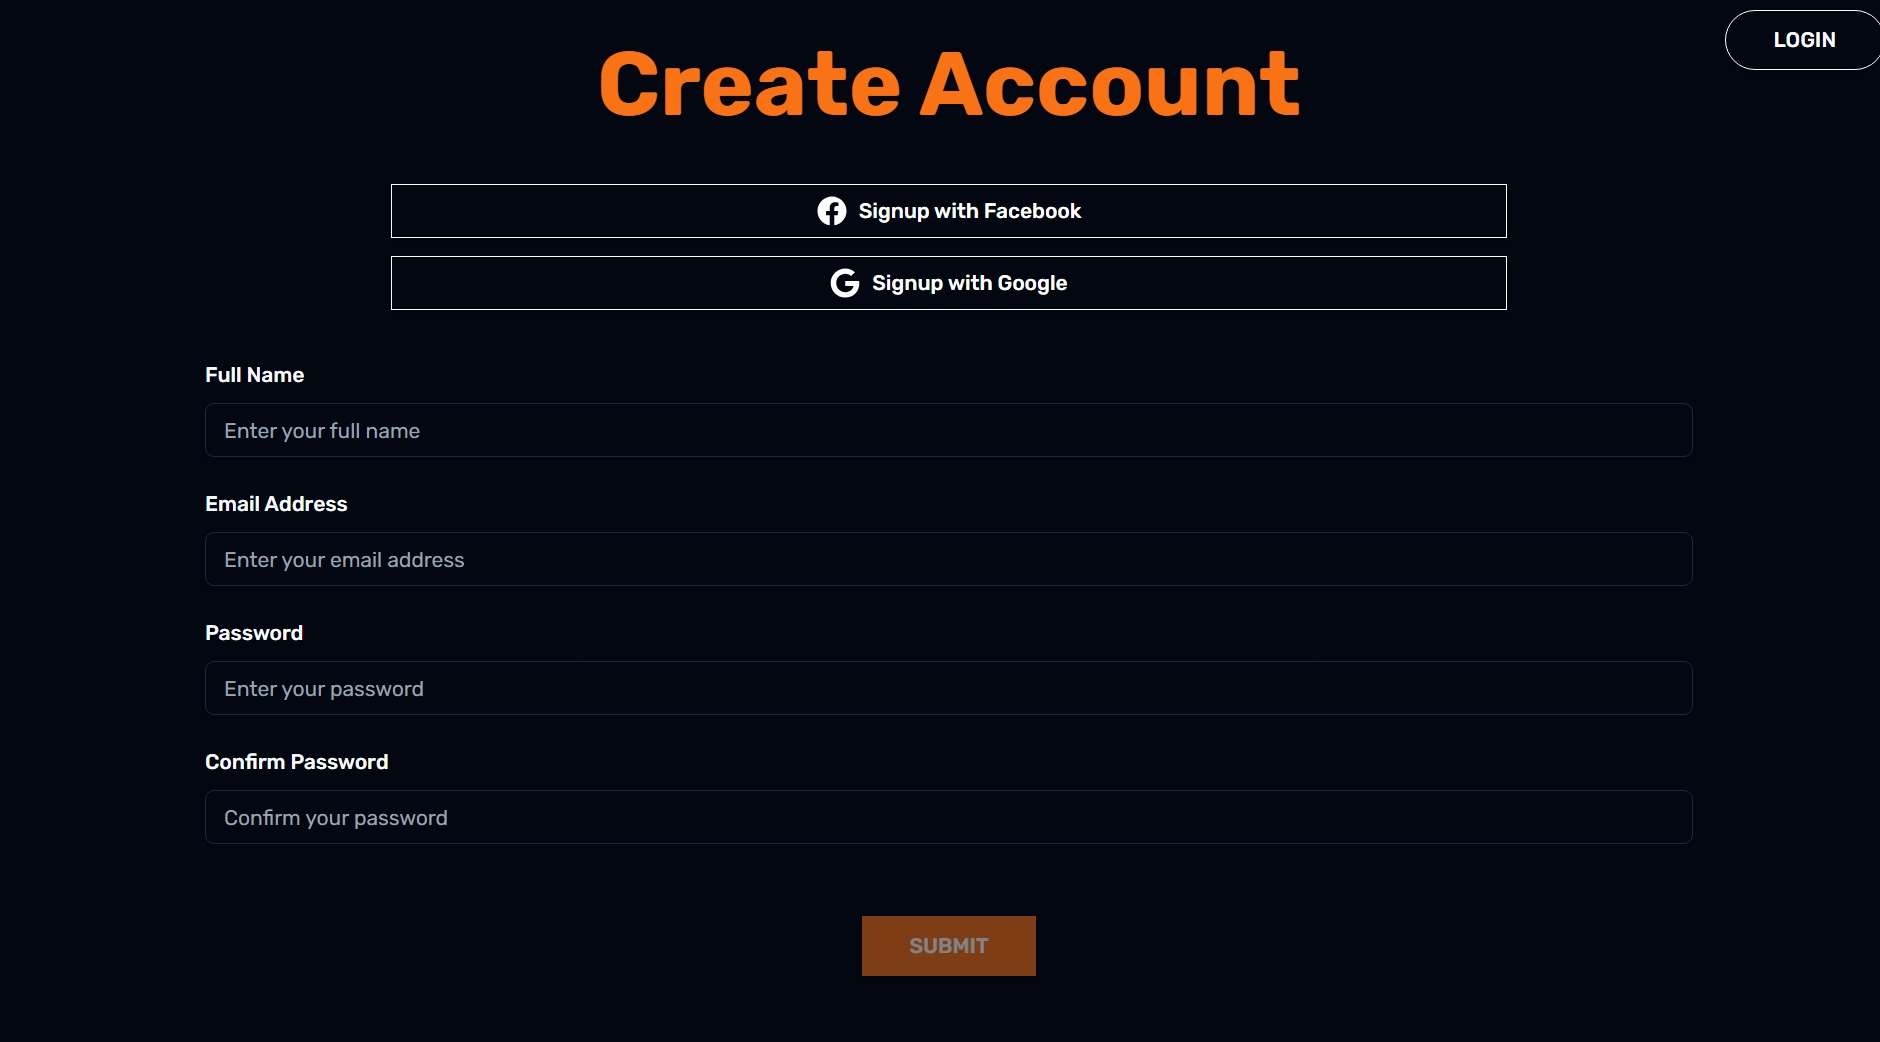 LOGIN
Create Account
Signup with Facebook
Signup with Google
Full Name
Enter your full name
Email Address
Enter your email address
Password
Enter your password
Confirm Password
Confirm your password
SUBMIT